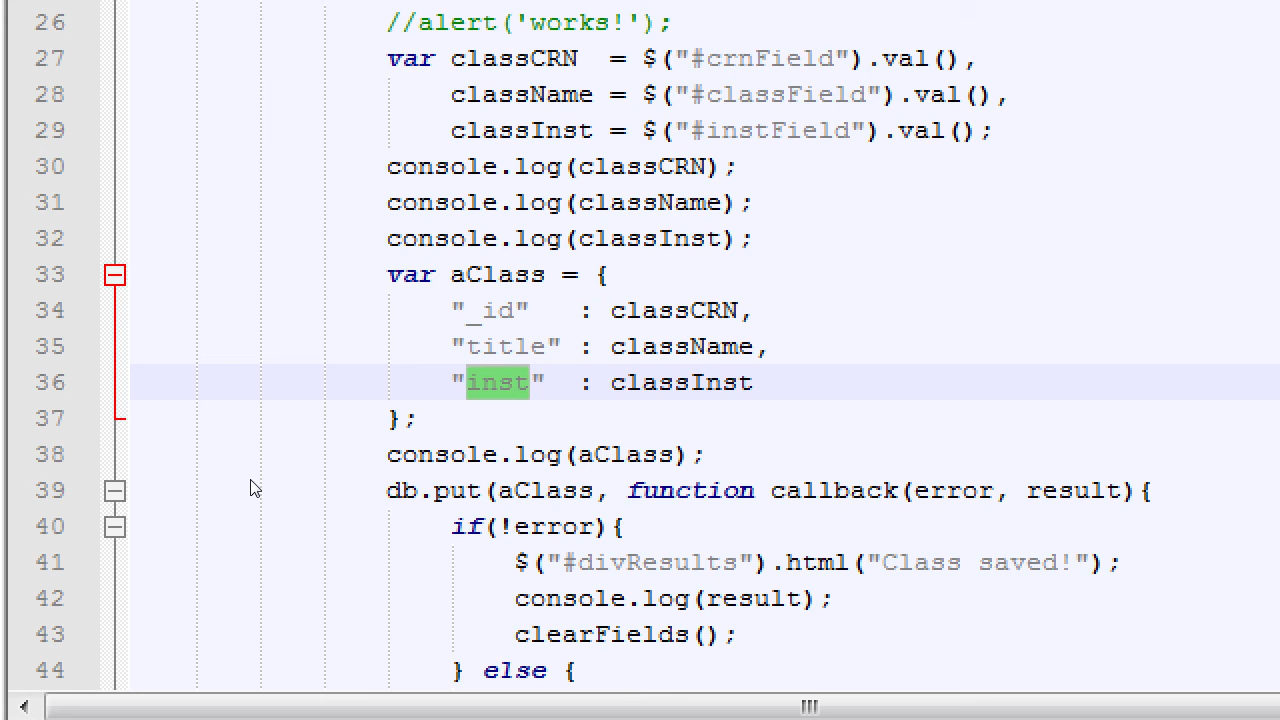 26 //alert('works!');
27 var classCRN  = $("#crnField").val(),
28 className = $("#classField").val(),
29 classInst = $("#instField").val();
30 console.log(classCRN);
31 console.log(className);
32 console.log(classInst);
33 var aClass = {
34 "_id"   : classCRN,
35 "title" : className,
36 "inst"  : classInst
37 };
38 console.log(aClass);
39 db.put(aClass, function callback(error, result){
40 if(!error){
41 $("#divResults").html("Class saved!");
42 console.log(result);
43 clearFields();
44 } else {